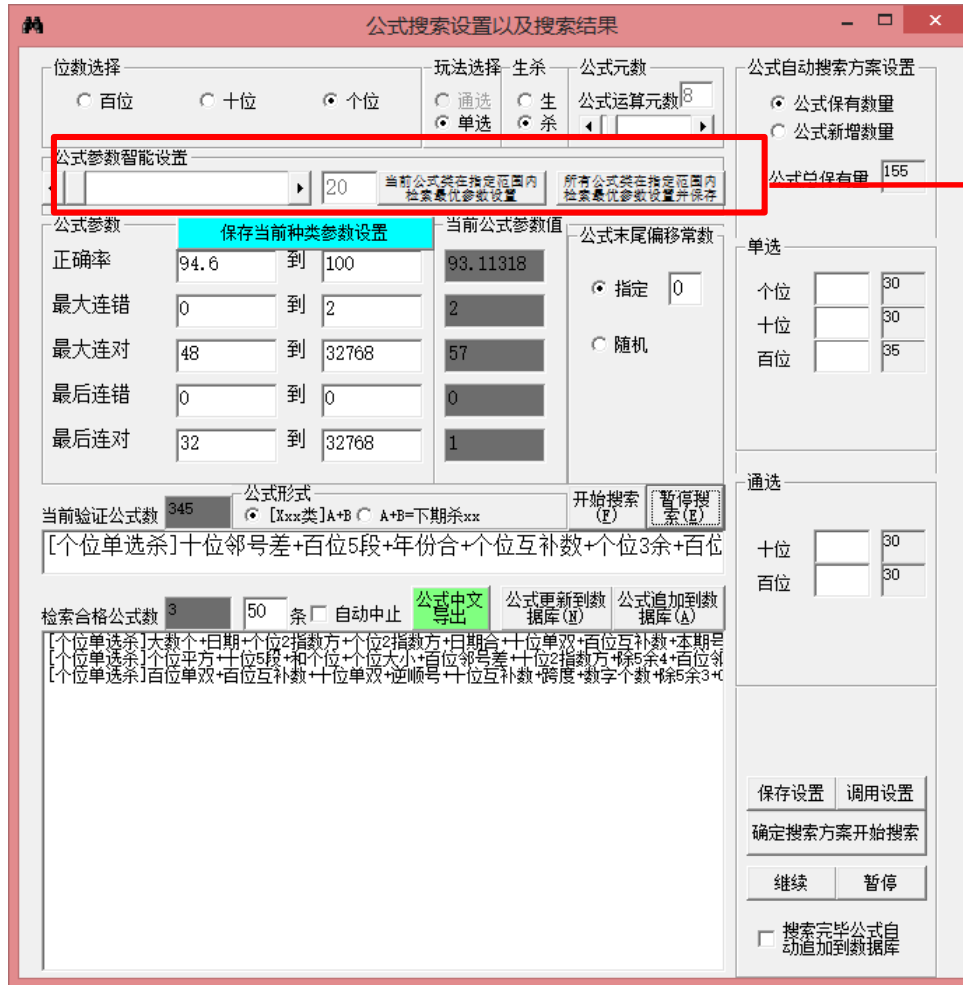 公式搜索设置以及搜索结果
位数选择
百位 十位 个位
玩法选择
通选
单选
生杀
生
杀
公式元数
公式运算元数 8
公式自动搜索方案设置
公式保有数量
公式新增数量
公式总保有量 155
公式参数智能设置
20
当前公式类在指定范围内
检索最优参数设置
所有公式类在指定范围内
检索最优参数设置并保存
公式参数
保存当前种类参数设置
当前公式参数值
正确率 94.6 到 100 93.11318
最大连错 0 到 2 2
最大连对 48 到 32768 57
最后连错 0 到 0 0
最后连对 32 到 32768 1
公式末尾偏移常数
指定 0
随机
单选
个位 30
十位 30
百位 35
当前验证公式数 345
公式形式
[Xxx类]A+B A+B=下期杀xx
开始搜索
(F)
暂停搜
索(E)
[个位单选杀]十位邻号差+百位5段+年份合+个位互补数+个位3余+百位
通选
十位 30
百位 30
检索合格公式数 3 50 条 自动中止
公式中文
导出
公式更新到数
据库(N)
公式追加到数
据库(A)
[个位单选杀]大数个+日期+个位2指数方+个位2指数方+日期合+十位单双+百位互补数+本期号
[个位单选杀]个位平方+十位5段+和个位+个位大小+百位邻号差+十位2指数方+除5余4+百位邻
[个位单选杀]百位单双+百位互补数+十位单双+逆顺号+十位互补数+跨度+数字个数+除5余3+0
保存设置 调用设置
确定搜索方案开始搜索
继续 暂停
搜索完毕公式自
动追加到数据库